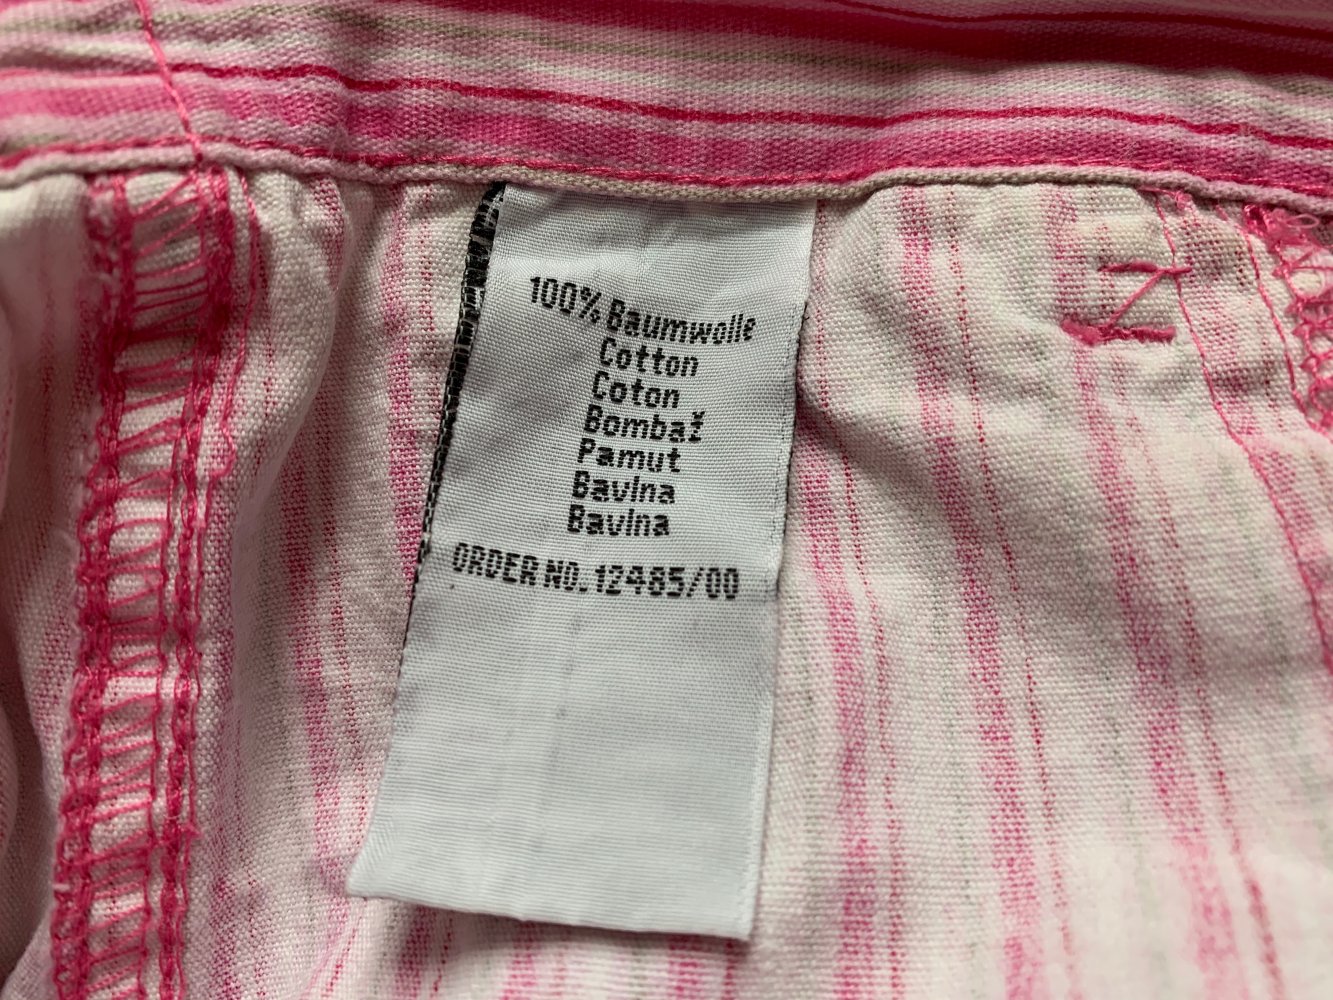 100% Baumwolle
Cotton
Coton
Bombaž
Pamut
Bavlna
Bavlna
ORDER NO. 12485/00